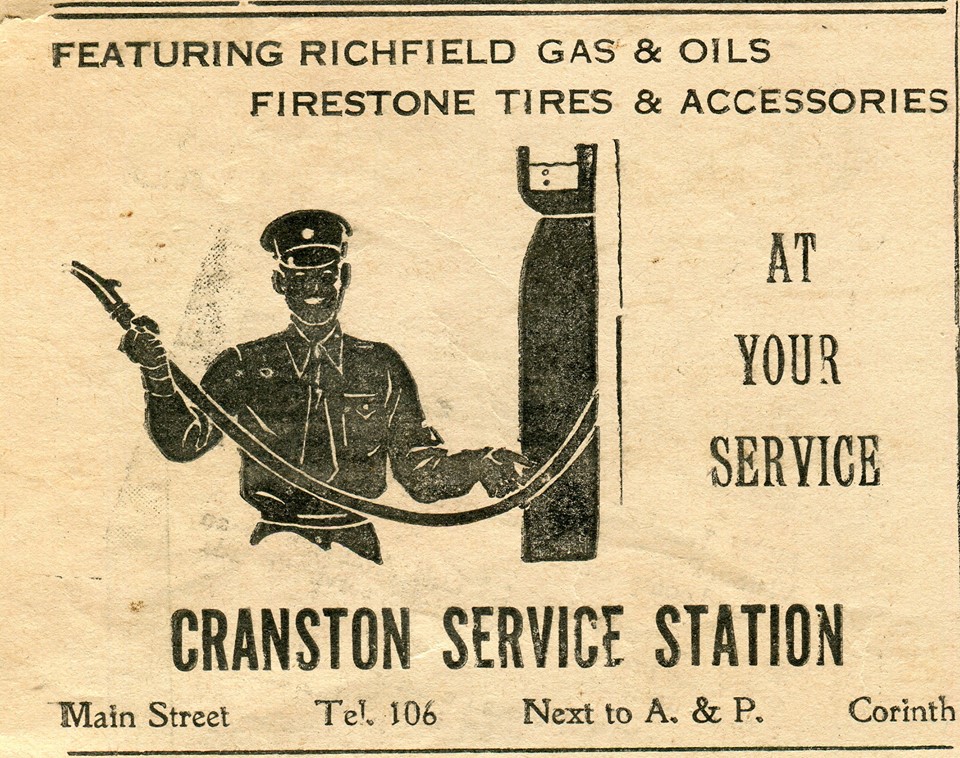 FEATURING RICHFIELD GAS & OILS
FIRESTONE TIRES & ACCESSORIES
AT
YOUR
SERVICE
CRANSTON SERVICE STATION
Main Street Tel. 106 Next to A. & P. Corinth